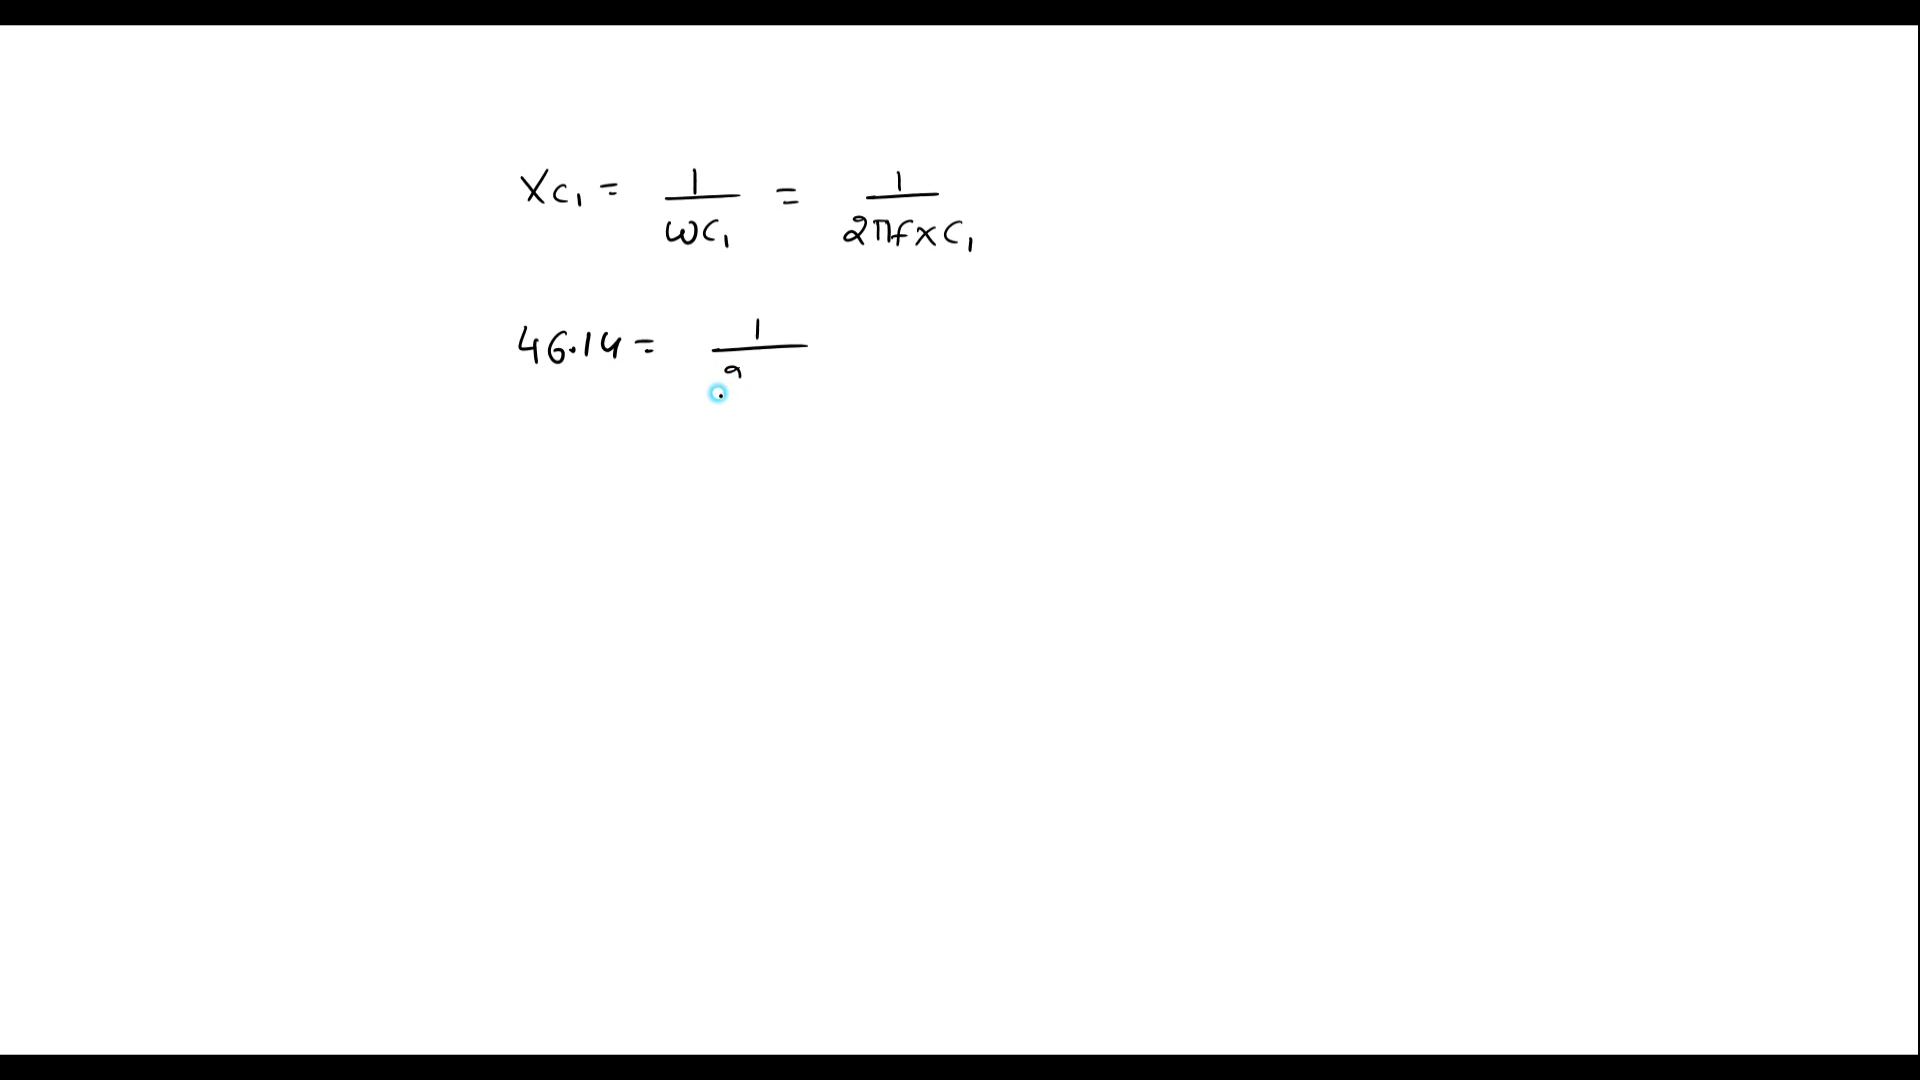 Xc₁ = 1/ωC₁ = 1/2πf×C₁
46.14 = 1/